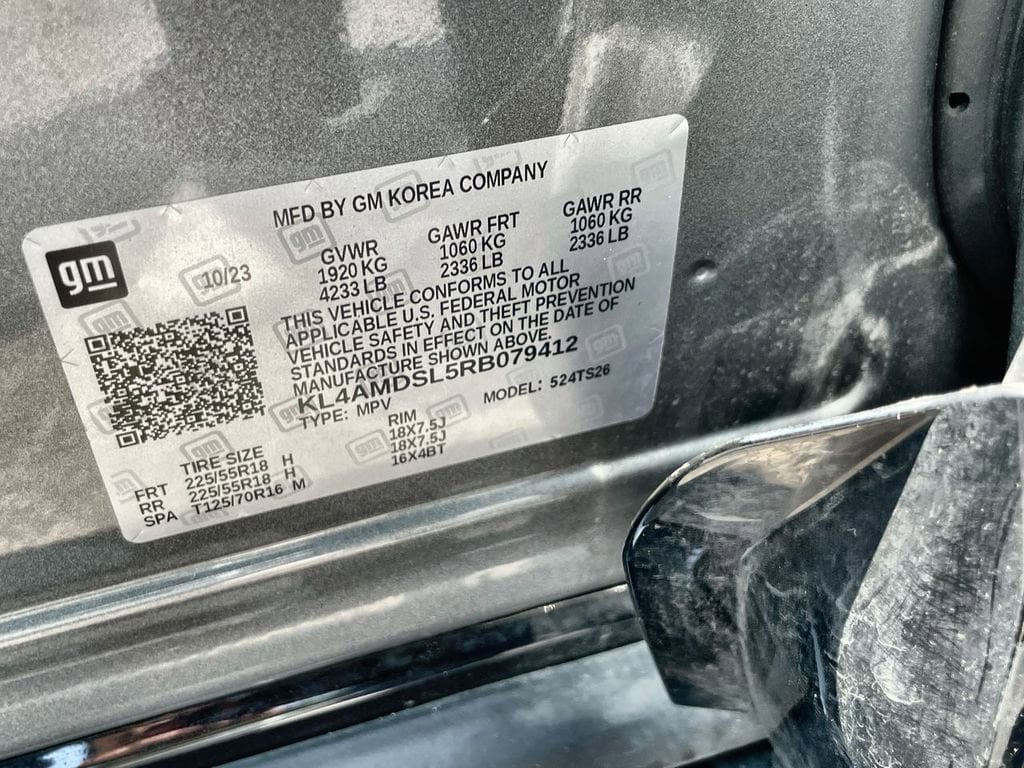 MFD BY GM KOREA COMPANY
gm
10/23
GVWR
1920 KG
4233 LB
GAWR FRT
1060 KG
2336 LB
GAWR RR
1060 KG
2336 LB
THIS VEHICLE CONFORMS TO ALL
APPLICABLE U.S. FEDERAL MOTOR
VEHICLE SAFETY AND THEFT PREVENTION
STANDARDS IN EFFECT ON THE DATE OF
MANUFACTURE SHOWN ABOVE.
KL4AMDSL5RB079412
TYPE: MPV
MODEL: 524TS26
TIRE SIZE
RIM
FRT 225/55R18 H 18X7.5J
RR 225/55R18 H 18X7.5J
SPA T125/70R16 M 16X4BT